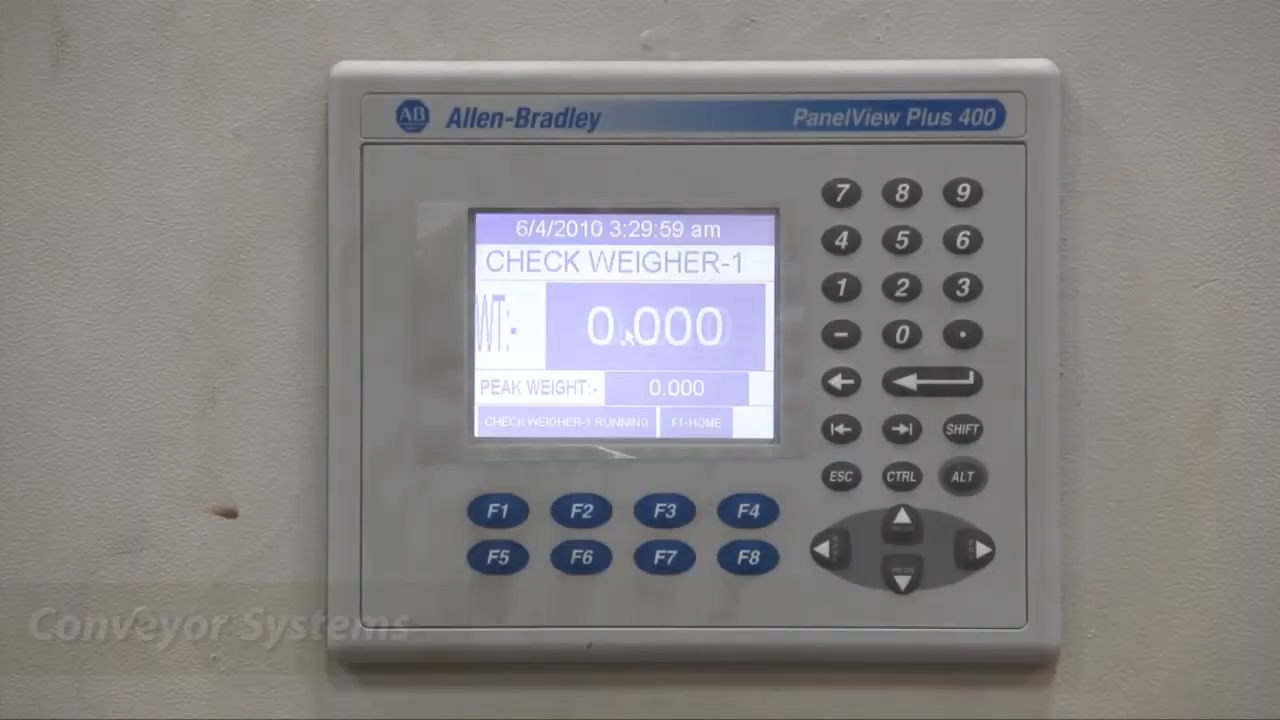 AB Allen-Bradley PanelView Plus 400
6/4/2010 3:29:59 am
CHECK WEIGHER-1
WT:- 0.000
PEAK WEIGHT:- 0.000
CHECK WEIGHER-1 RUNNING F1-HOME
7 8 9
4 5 6
1 2 3
- 0 .
SHIFT
ESC CTRL ALT
F1 F2 F3 F4
F5 F6 F7 F8
Conveyor Systems